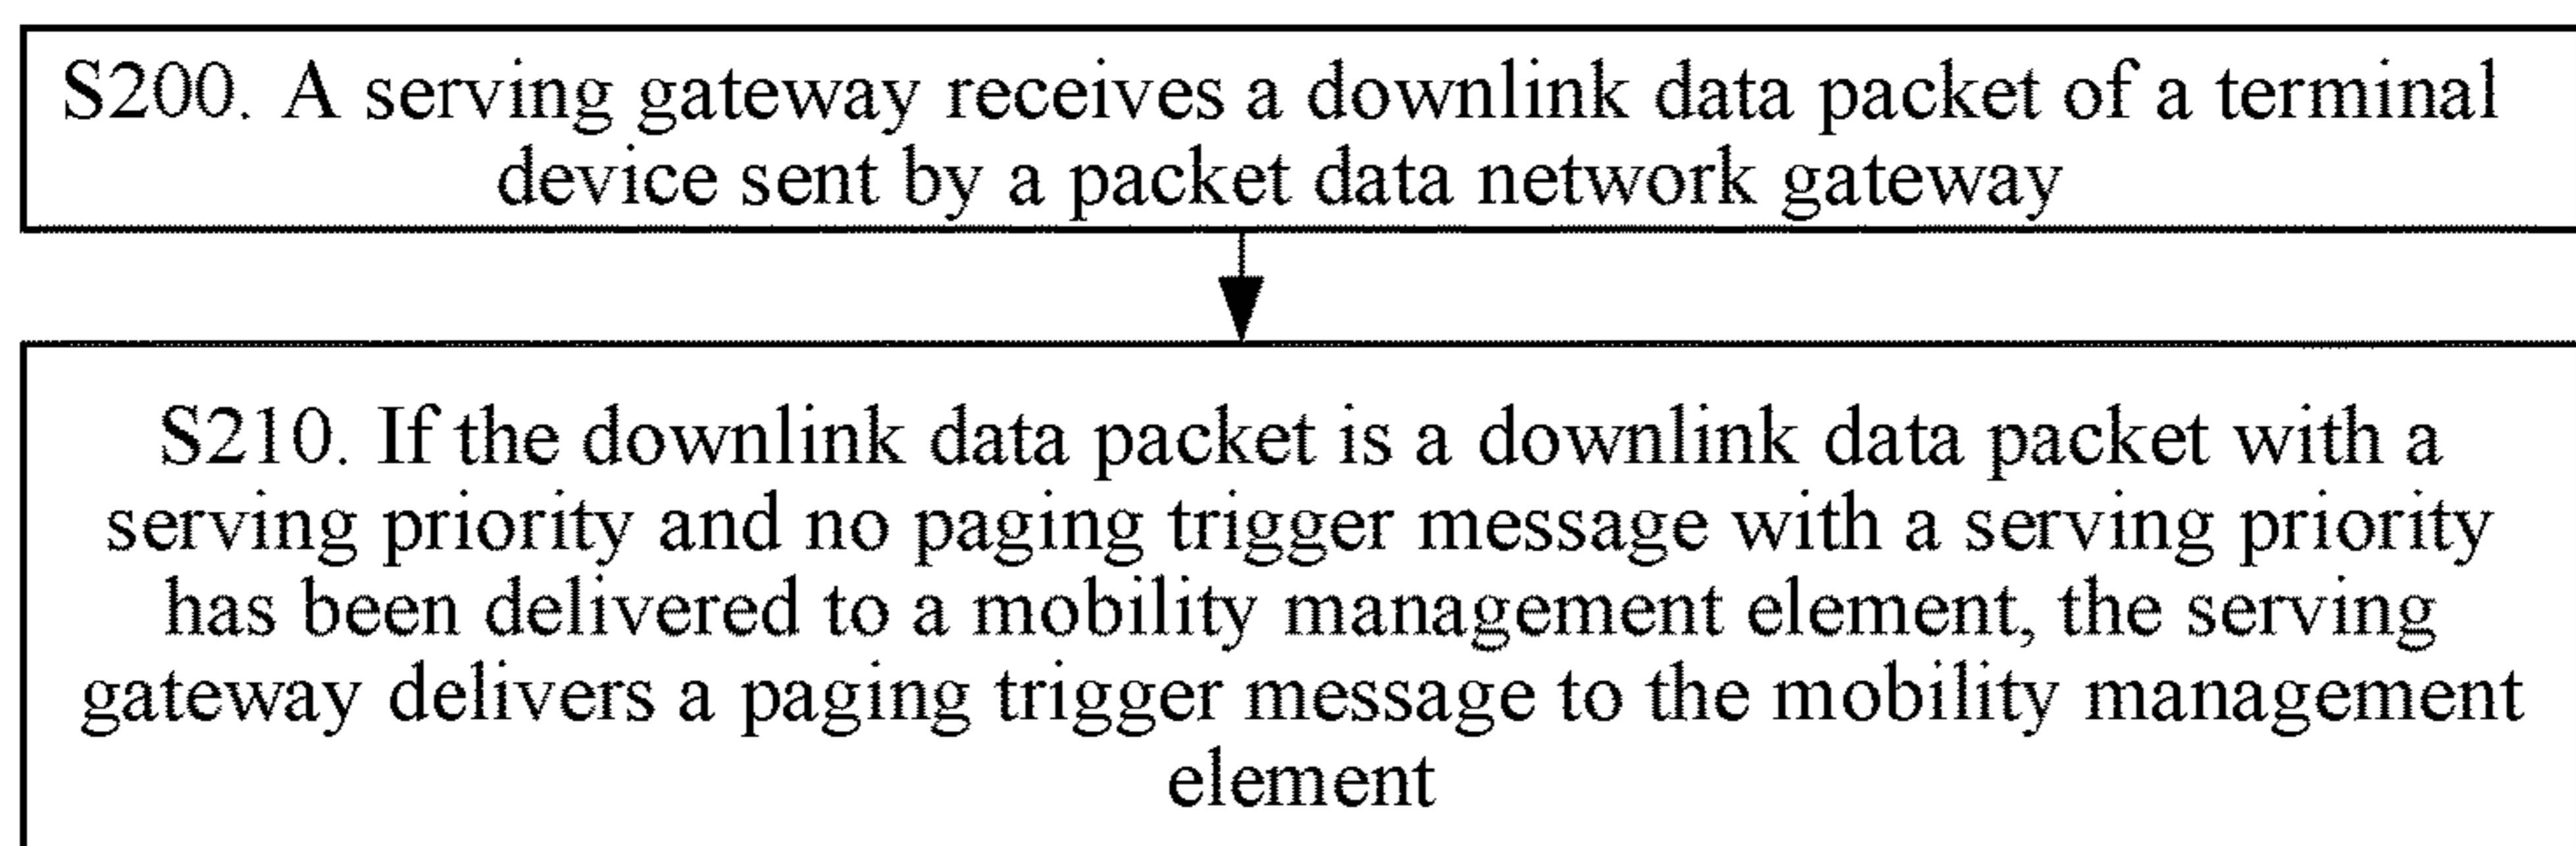 S200. A serving gateway receives a downlink data packet of a terminal
device sent by a packet data network gateway
S210. If the downlink data packet is a downlink data packet with a
serving priority and no paging trigger message with a serving priority
has been delivered to a mobility management element, the serving
gateway delivers a paging trigger message to the mobility management
element